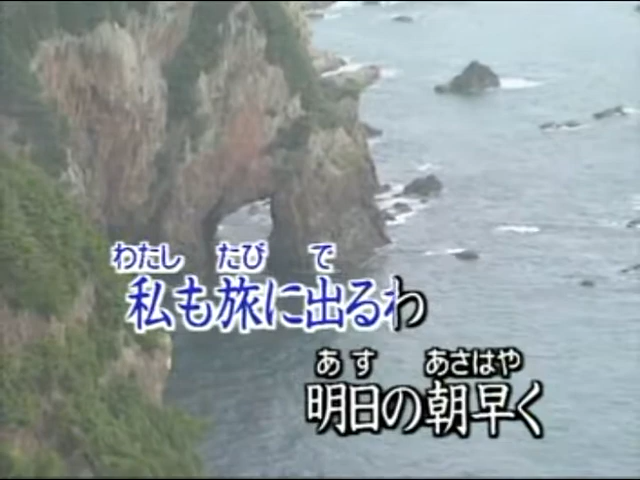 わたし たび で
私も旅に出るわ
あす あさはや
明日の朝早く